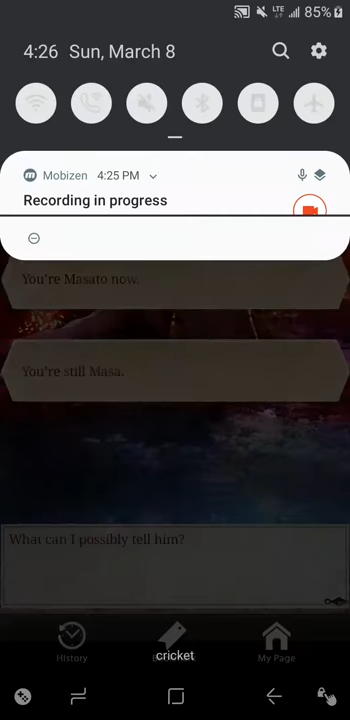 LTE 85%
4:26 Sun, March 8
Mobizen 4:25 PM
Recording in progress
You're Masato now.
You're still Masa.
What can I possibly tell him?
History
My Page
cricket